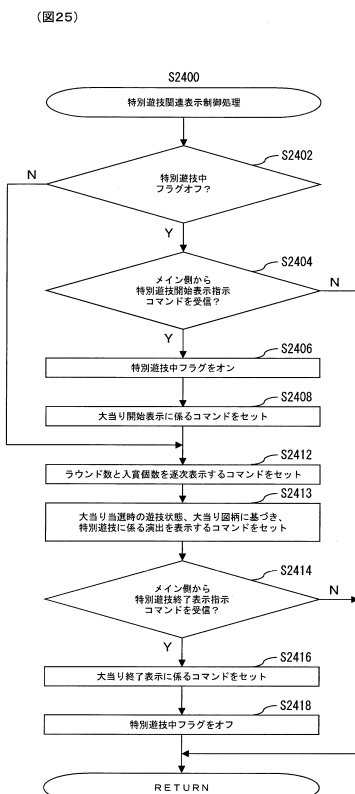 （図25）
S2400
特別遊技関連表示制御処理
S2402
特別遊技中
フラグオフ？
N
Y
S2404
メイン側から
特別遊技開始表示指示
コマンドを受信？
N
Y
S2406
特別遊技中フラグをオン
S2408
大当り開始表示に係るコマンドをセット
S2412
ラウンド数と入賞個数を逐次表示するコマンドをセット
S2413
大当り当選時の遊技状態、大当り図柄に基づき、
特別遊技に係る演出を表示するコマンドをセット
S2414
メイン側から
特別遊技終了表示指示
コマンドを受信？
N
Y
S2416
大当り終了表示に係るコマンドをセット
S2418
特別遊技中フラグをオフ
RETURN